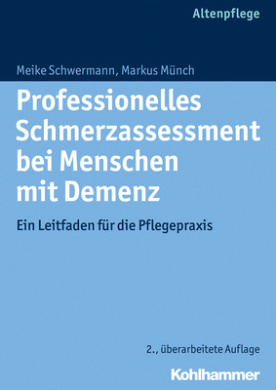 Altenpflege
Meike Schwermann, Markus Münch
Professionelles
Schmerzassessment
bei Menschen
mit Demenz
Ein Leitfaden für die Pflegepraxis
2., überarbeitete Auflage
Kohlhammer